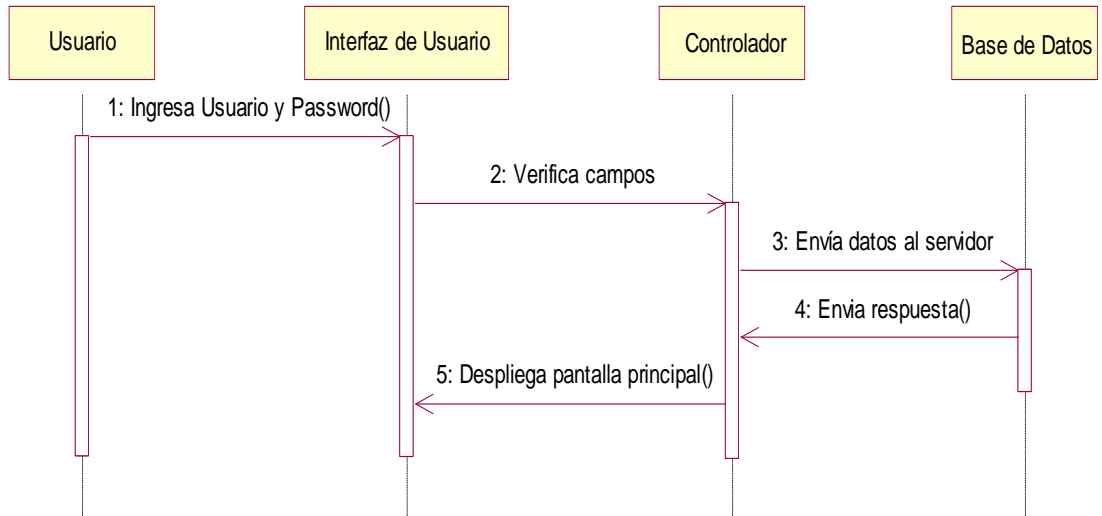 Usuario
Interfaz de Usuario
Controlador
Base de Datos
1: Ingresa Usuario y Password()
2: Verifica campos
3: Envía datos al servidor
4: Envia respuesta()
5: Despliega pantalla principal()